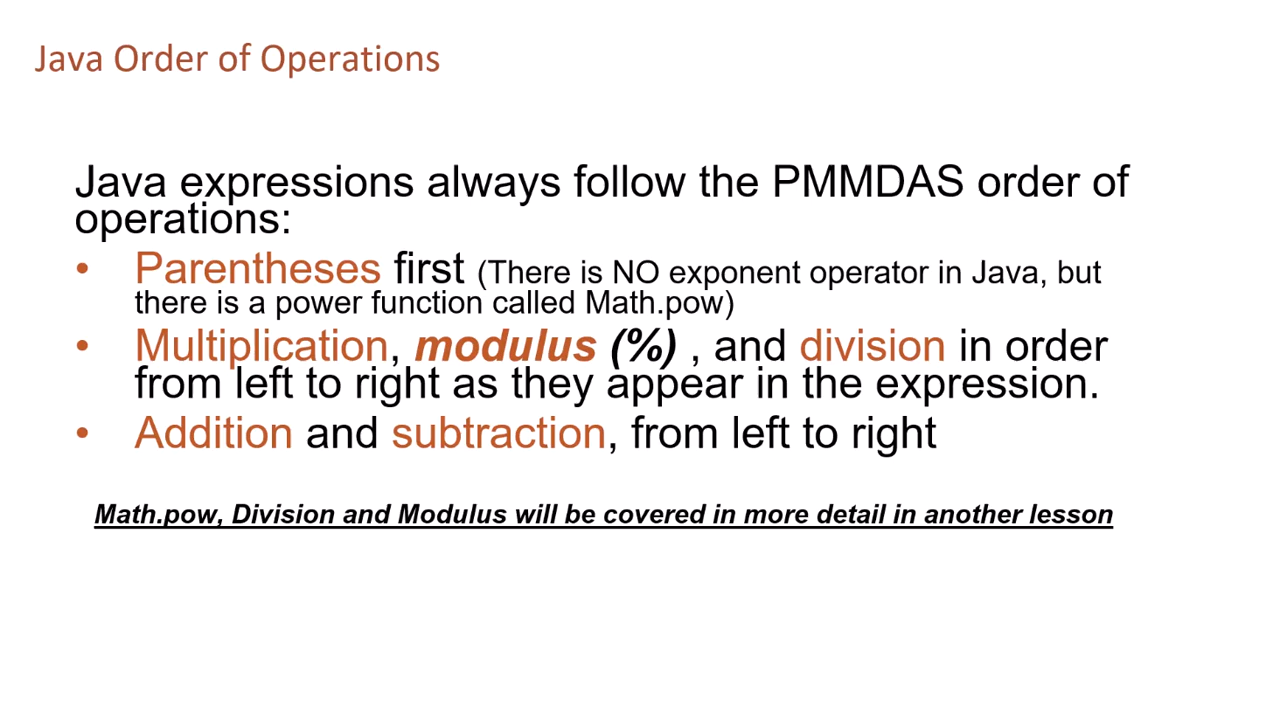 Java Order of Operations
Java expressions always follow the PMMDAS order of
operations:
• Parentheses first (There is NO exponent operator in Java, but
there is a power function called Math.pow)
• Multiplication, modulus (%) , and division in order
from left to right as they appear in the expression.
• Addition and subtraction, from left to right
Math.pow, Division and Modulus will be covered in more detail in another lesson